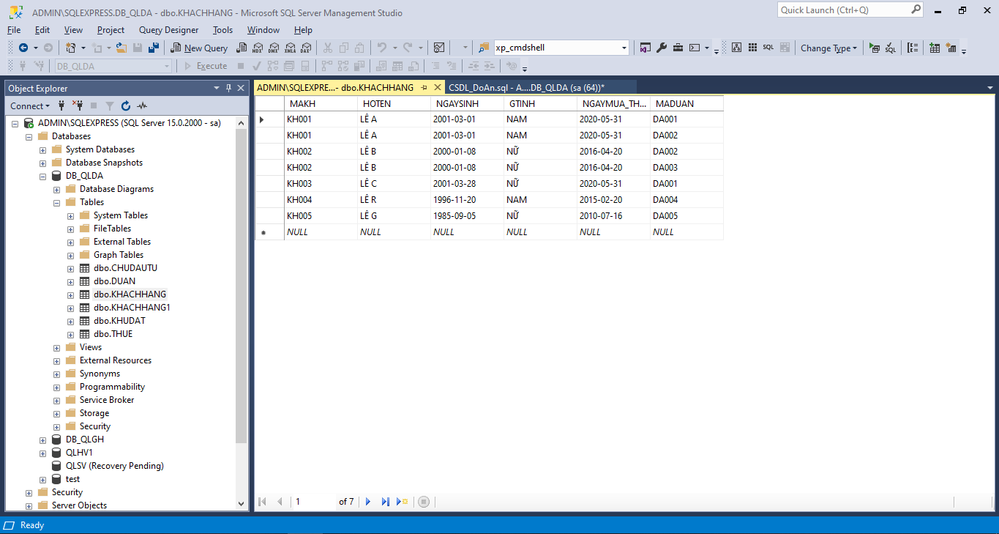 ADMIN\SQLEXPRESS.DB_QLDA - dbo.KHACHHANG - Microsoft SQL Server Management Studio
Quick Launch (Ctrl+Q)
File Edit View Project Query Designer Tools Window Help
New Query MDX DMX XMLA DAX xp_cmdshell SQL Change Type SQL
DB_QLDA Execute
Object Explorer
Connect
ADMIN\SQLEXPRESS (SQL Server 15.0.2000 - sa)
Databases
System Databases
Database Snapshots
DB_QLDA
Database Diagrams
Tables
System Tables
FileTables
External Tables
Graph Tables
dbo.CHUDAUTU
dbo.DUAN
dbo.KHACHHANG
dbo.KHACHHANG1
dbo.KHUDAT
dbo.THUE
Views
External Resources
Synonyms
Programmability
Service Broker
Storage
Security
DB_QLGH
QLHV1
QLSV (Recovery Pending)
test
Security
Server Objects
ADMIN\SQLEXPRE...- dbo.KHACHHANG CSDL_DoAn.sql - A....DB_QLDA (sa (64))*
MAKH HOTEN NGAYSINH GTINH NGAYMUA_TH... MADUAN
KH001 LÊ A 2001-03-01 NAM 2020-05-31 DA001
KH001 LÊ A 2001-03-01 NAM 2020-05-31 DA002
KH002 LÊ B 2000-01-08 NỮ 2016-04-20 DA002
KH002 LÊ B 2000-01-08 NỮ 2016-04-20 DA003
KH003 LÊ C 2001-03-28 NỮ 2020-05-31 DA001
KH004 LÊ R 1996-11-20 NAM 2015-02-20 DA004
KH005 LÊ G 1985-09-05 NỮ 2010-07-16 DA005
NULL NULL NULL NULL NULL NULL
1 of 7
Ready